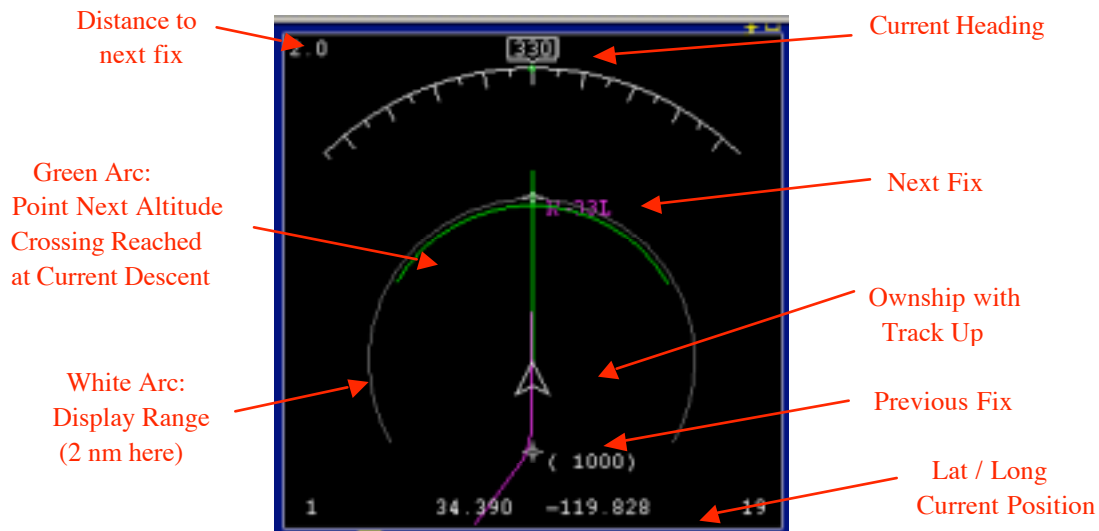 Distance to
next fix
2.0
330
Current Heading
Green Arc:
Point Next Altitude
Crossing Reached
at Current Descent
33L
Next Fix
Ownship with
Track Up
White Arc:
Display Range
(2 nm here)
Previous Fix
( 1000)
Lat / Long
Current Position
1 34.390 -119.828 19